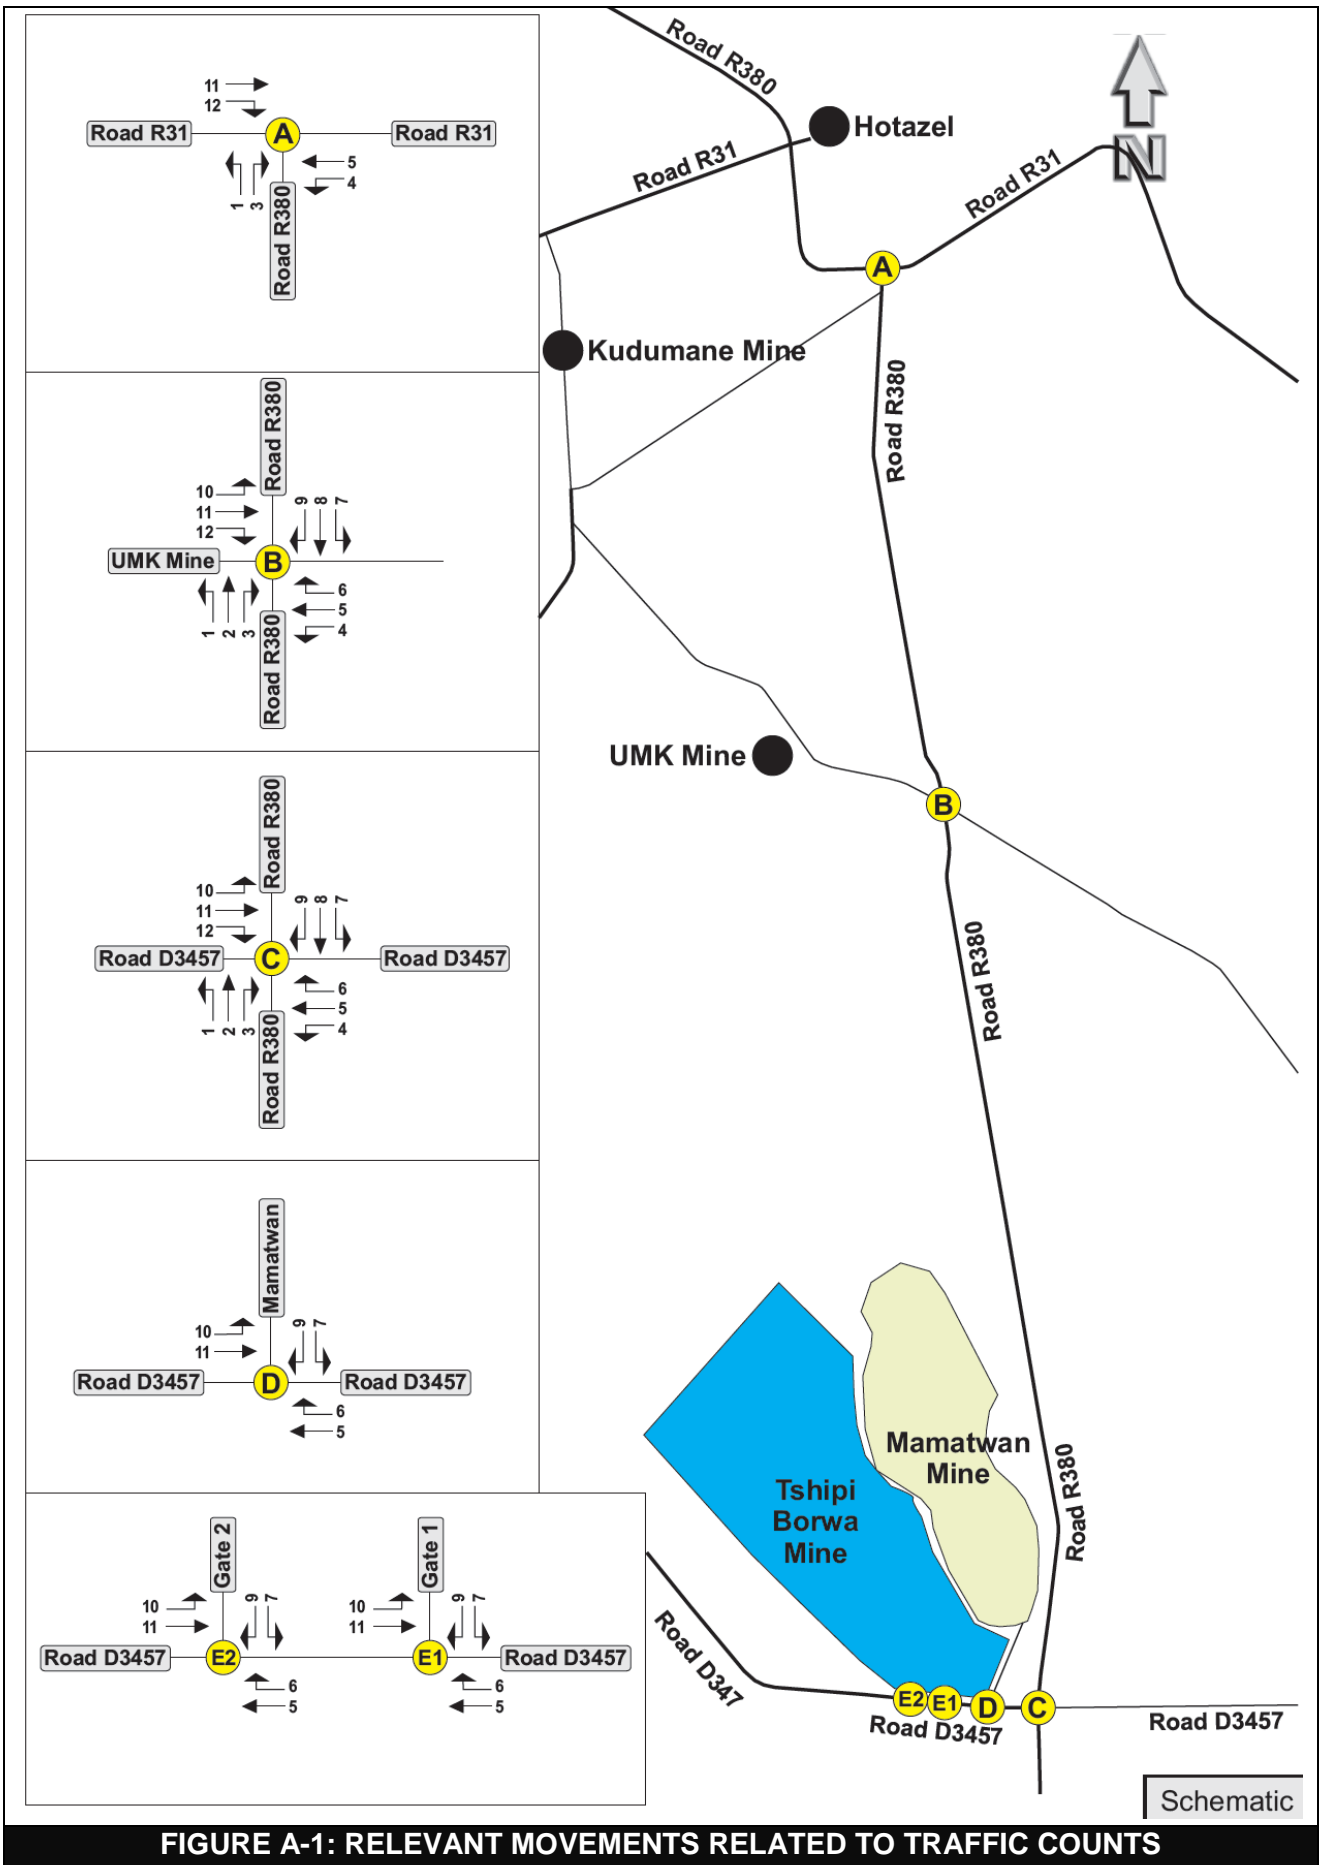 11
12
Road R31
A
Road R31
5
4
1
3
Road R380
Road R380
10
11
12
9
8
7
UMK Mine
B
6
5
4
1
2
3
Road R380
Road R380
10
11
12
9
8
7
Road D3457
C
Road D3457
6
5
4
1
2
3
Road R380
Mamatwan
10
11
9
7
Road D3457
D
Road D3457
6
5
Gate 2
10
11
9
7
Gate 1
10
11
9
7
Road D3457
E2
E1
Road D3457
6
5
6
5
Road R380
N
Hotazel
Road R31
Road R31
A
Kudumane Mine
Road R380
UMK Mine
B
Road R380
Mamatwan
Mine
Tshipi
Borwa
Mine
Road R380
Road D347
E2
E1
D
C
Road D3457
Road D3457
Schematic
FIGURE A-1: RELEVANT MOVEMENTS RELATED TO TRAFFIC COUNTS